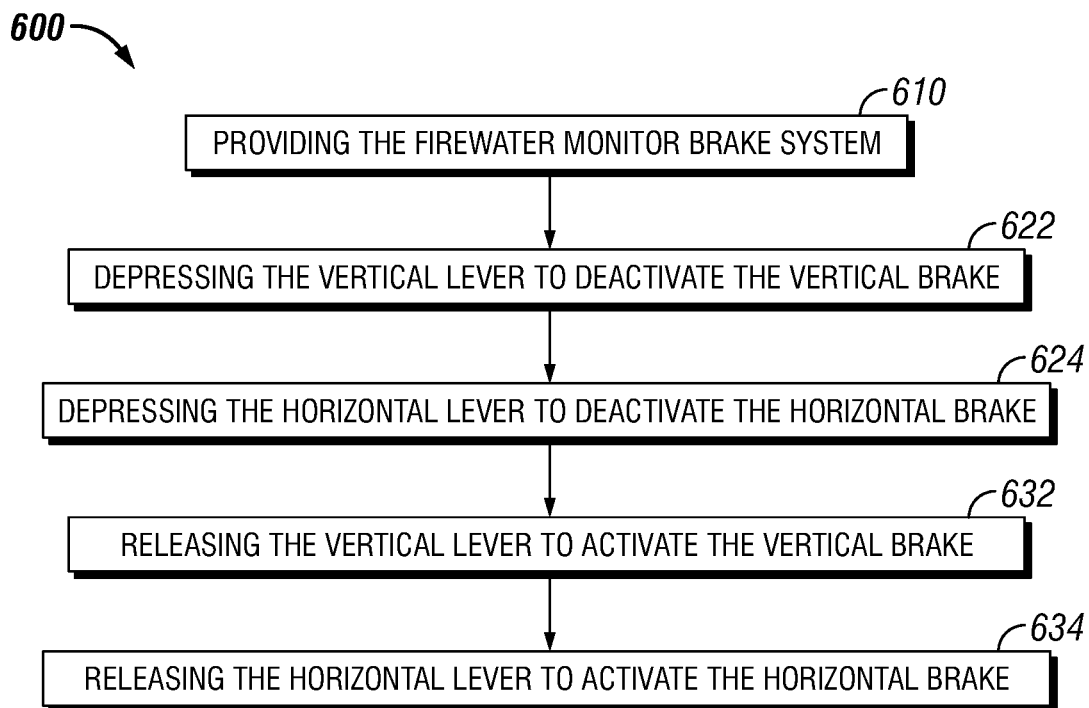 600
610
PROVIDING THE FIREWATER MONITOR BRAKE SYSTEM
622
DEPRESSING THE VERTICAL LEVER TO DEACTIVATE THE VERTICAL BRAKE
624
DEPRESSING THE HORIZONTAL LEVER TO DEACTIVATE THE HORIZONTAL BRAKE
632
RELEASING THE VERTICAL LEVER TO ACTIVATE THE VERTICAL BRAKE
634
RELEASING THE HORIZONTAL LEVER TO ACTIVATE THE HORIZONTAL BRAKE